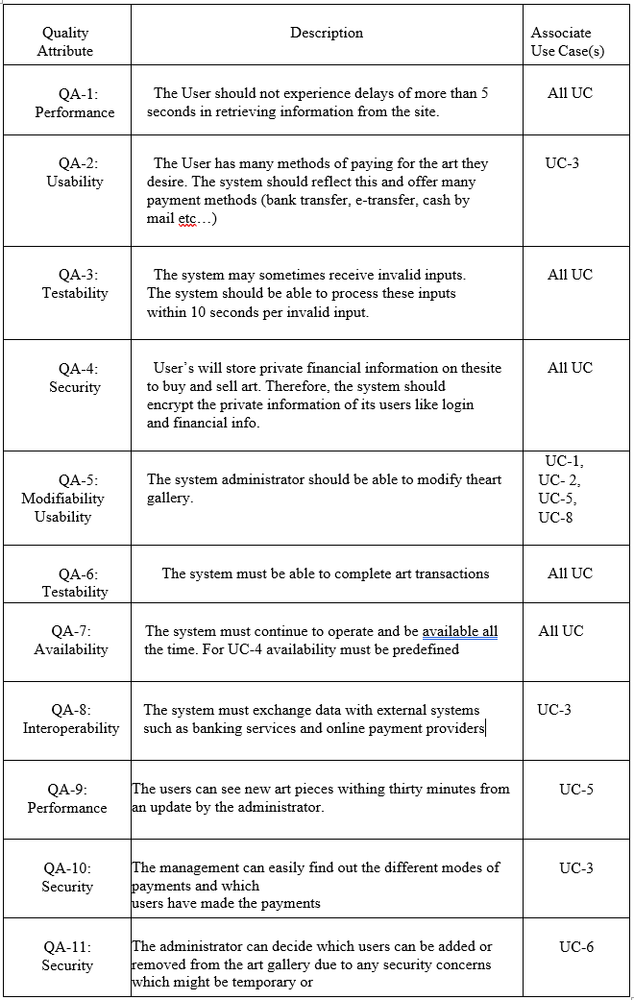 Quality Attribute
Description
Associate Use Case(s)
QA-1: Performance
The User should not experience delays of more than 5
seconds in retrieving information from the site.
All UC
QA-2: Usability
The User has many methods of paying for the art they
desire. The system should reflect this and offer many
payment methods (bank transfer, e-transfer, cash by
mail etc…)
UC-3
QA-3: Testability
The system may sometimes receive invalid inputs.
The system should be able to process these inputs
within 10 seconds per invalid input.
All UC
QA-4: Security
User’s will store private financial information on thesite
to buy and sell art. Therefore, the system should
encrypt the private information of its users like login
and financial info.
All UC
QA-5:
Modifiability
Usability
The system administrator should be able to modify theart
gallery.
UC-1,
UC- 2,
UC-5,
UC-8
QA-6:
Testability
The system must be able to complete art transactions
All UC
QA-7:
Availability
The system must continue to operate and be available all
the time. For UC-4 availability must be predefined
All UC
QA-8:
Interoperability
The system must exchange data with external systems
such as banking services and online payment providers
UC-3
QA-9:
Performance
The users can see new art pieces withing thirty minutes from
an update by the administrator.
UC-5
QA-10:
Security
The management can easily find out the different modes of
payments and which
users have made the payments
UC-3
QA-11:
Security
The administrator can decide which users can be added or
removed from the art gallery due to any security concerns
which might be temporary or
UC-6